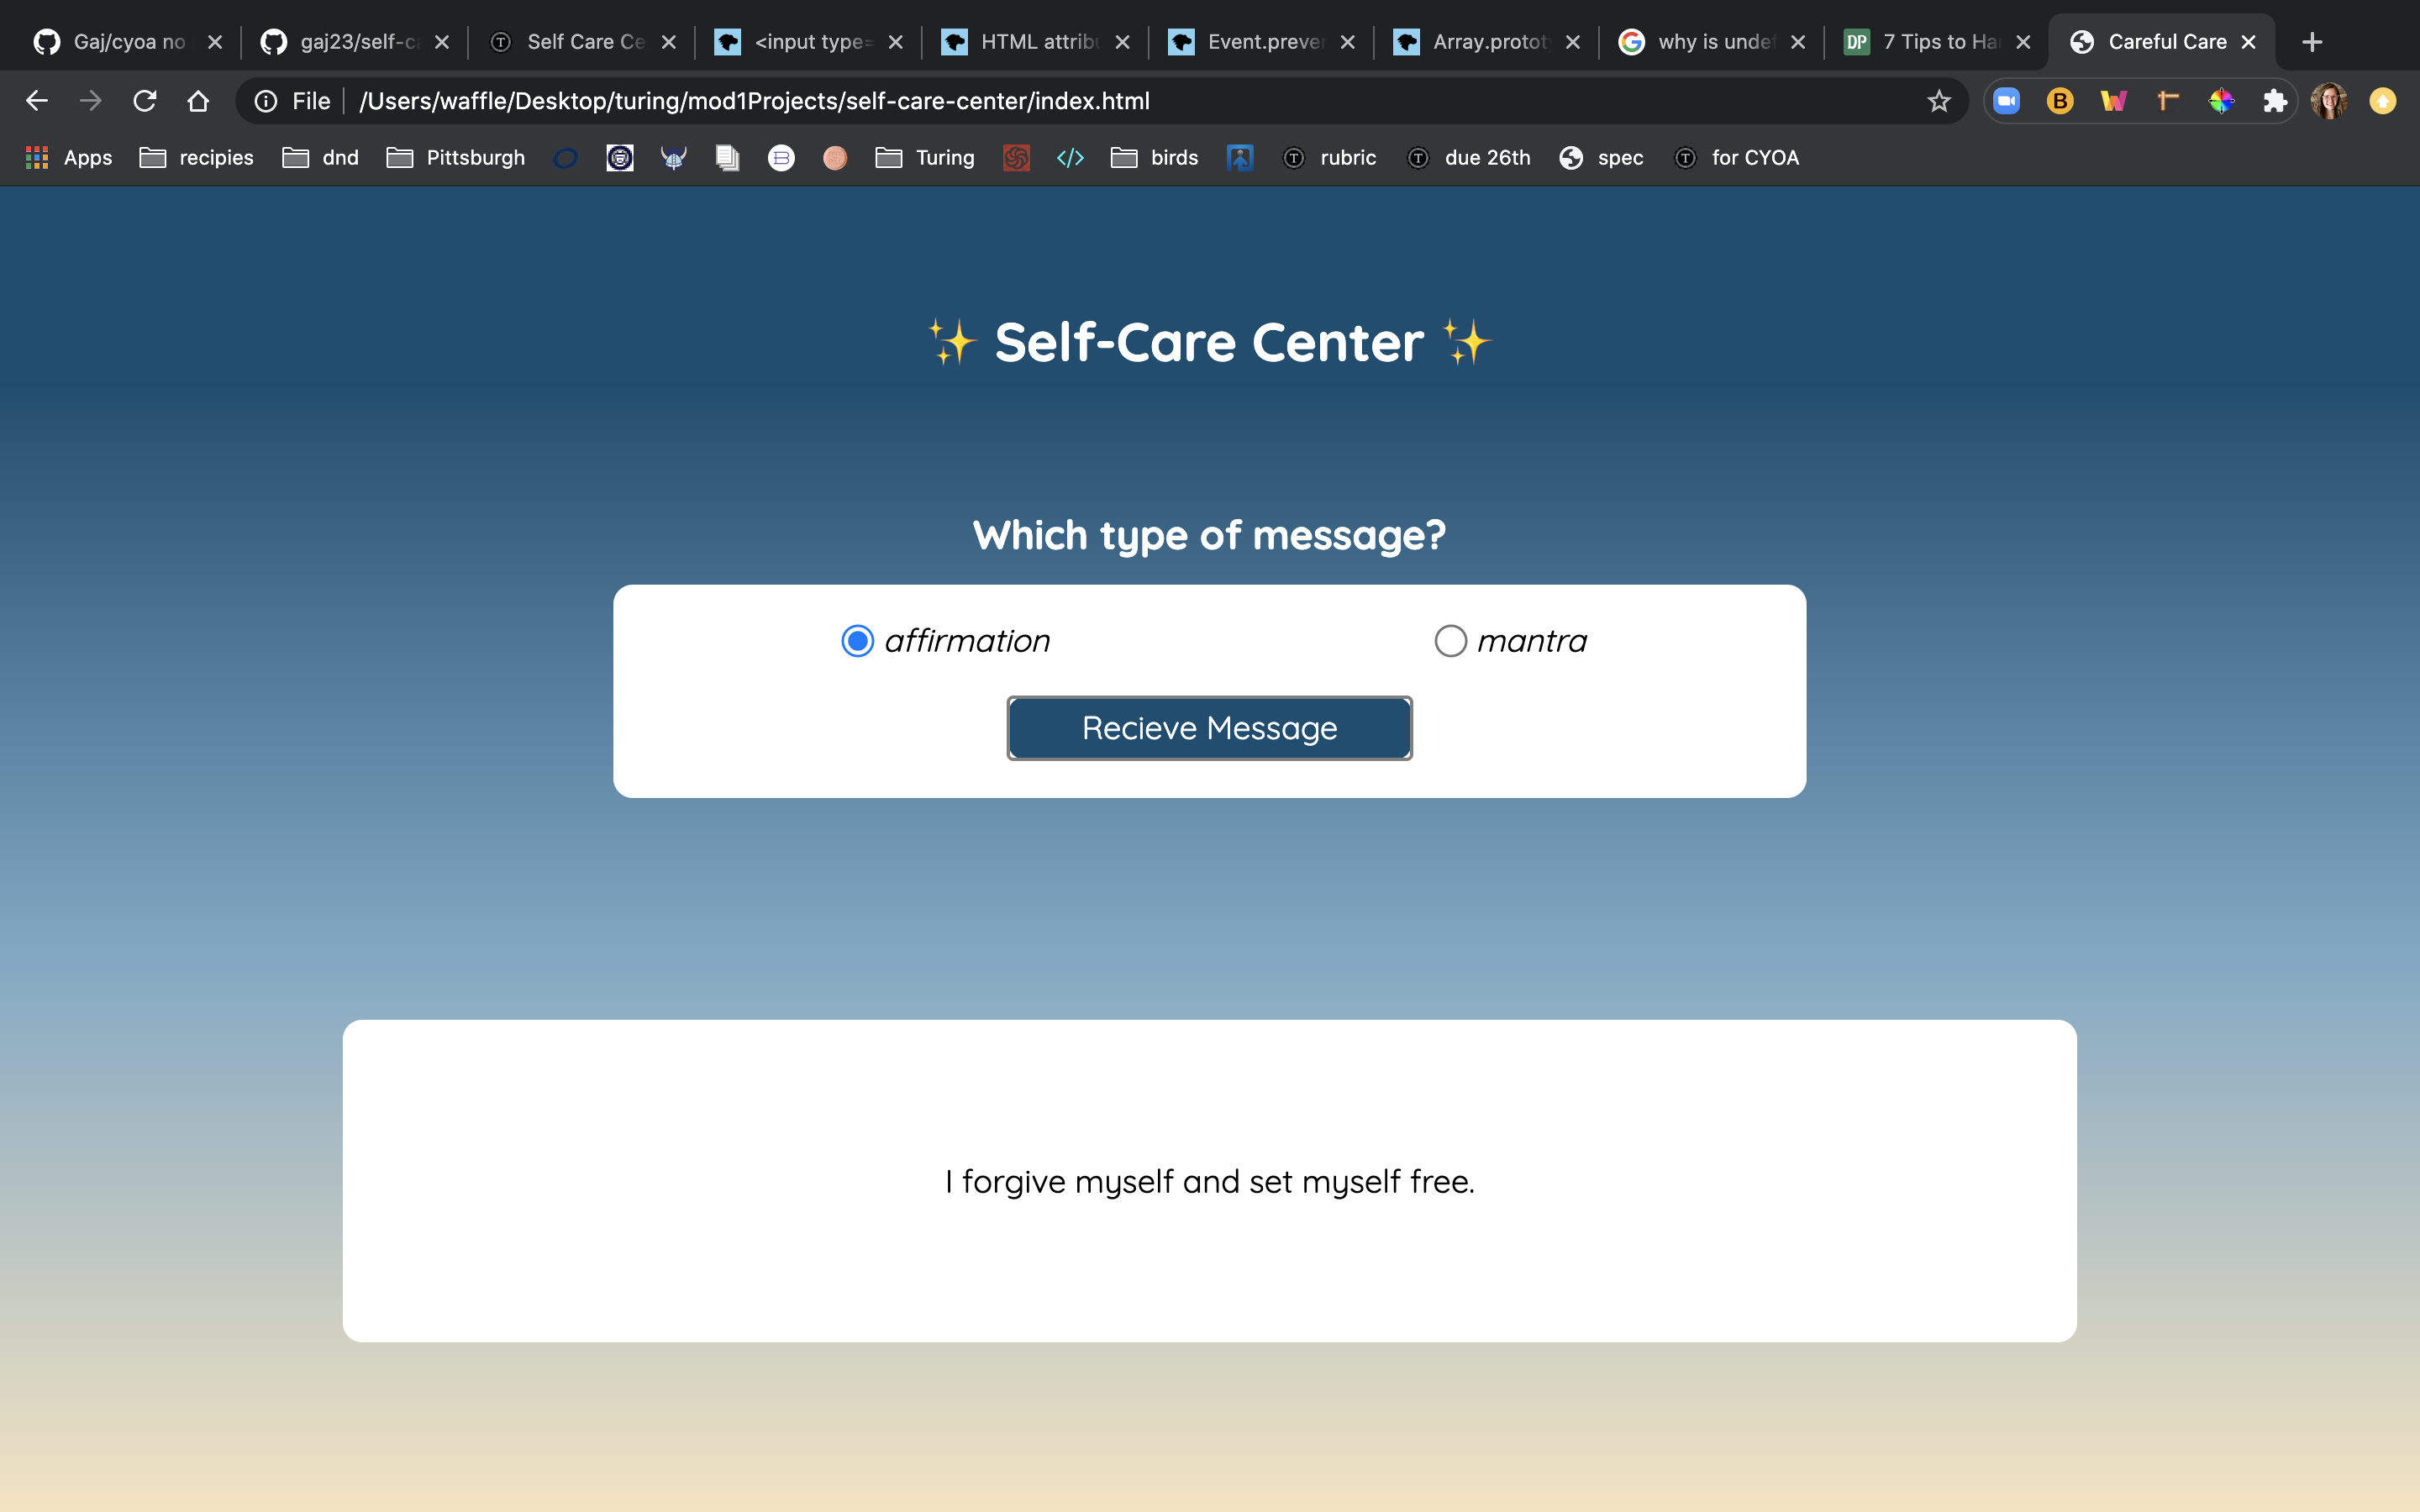 Gaj/cyoa no
gaj23/self-c
Self Care Ce
<input type=
HTML attribu
Event.preve
Array.protot
why is undef
DP 7 Tips to Ha
Careful Care
File /Users/waffle/Desktop/turing/mod1Projects/self-care-center/index.html
Apps recipies dnd Pittsburgh Turing birds rubric due 26th spec for CYOA
✨ Self-Care Center ✨
Which type of message?
affirmation mantra
Recieve Message
I forgive myself and set myself free.